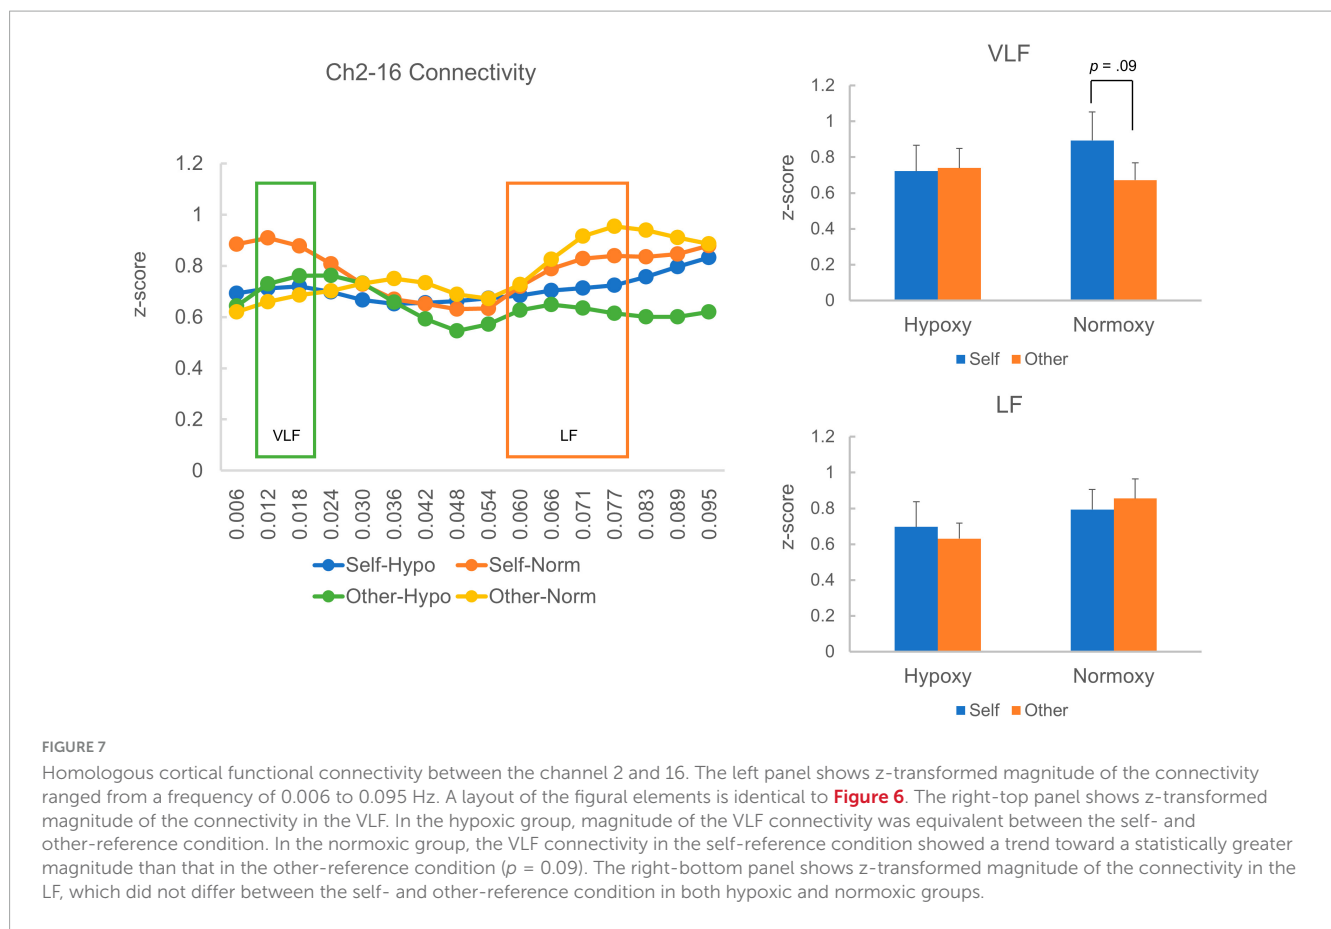 Ch2-16 Connectivity
z-score
1.2
1
0.8
0.6
0.4
0.2
0
VLF
LF
0.006
0.012
0.018
0.024
0.030
0.036
0.042
0.048
0.054
0.060
0.066
0.071
0.077
0.083
0.089
0.095
Self-Hypo Self-Norm
Other-Hypo Other-Norm
VLF
p = .09
z-score
1.2
1
0.8
0.6
0.4
0.2
0
Hypoxy Normoxy
Self Other
LF
z-score
1.2
1
0.8
0.6
0.4
0.2
0
Hypoxy Normoxy
Self Other
FIGURE 7
Homologous cortical functional connectivity between the channel 2 and 16. The left panel shows z-transformed magnitude of the connectivity
ranged from a frequency of 0.006 to 0.095 Hz. A layout of the figural elements is identical to Figure 6. The right-top panel shows z-transformed
magnitude of the connectivity in the VLF. In the hypoxic group, magnitude of the VLF connectivity was equivalent between the self- and
other-reference condition. In the normoxic group, the VLF connectivity in the self-reference condition showed a trend toward a statistically greater
magnitude than that in the other-reference condition (p = 0.09). The right-bottom panel shows z-transformed magnitude of the connectivity in the
LF, which did not differ between the self- and other-reference condition in both hypoxic and normoxic groups.